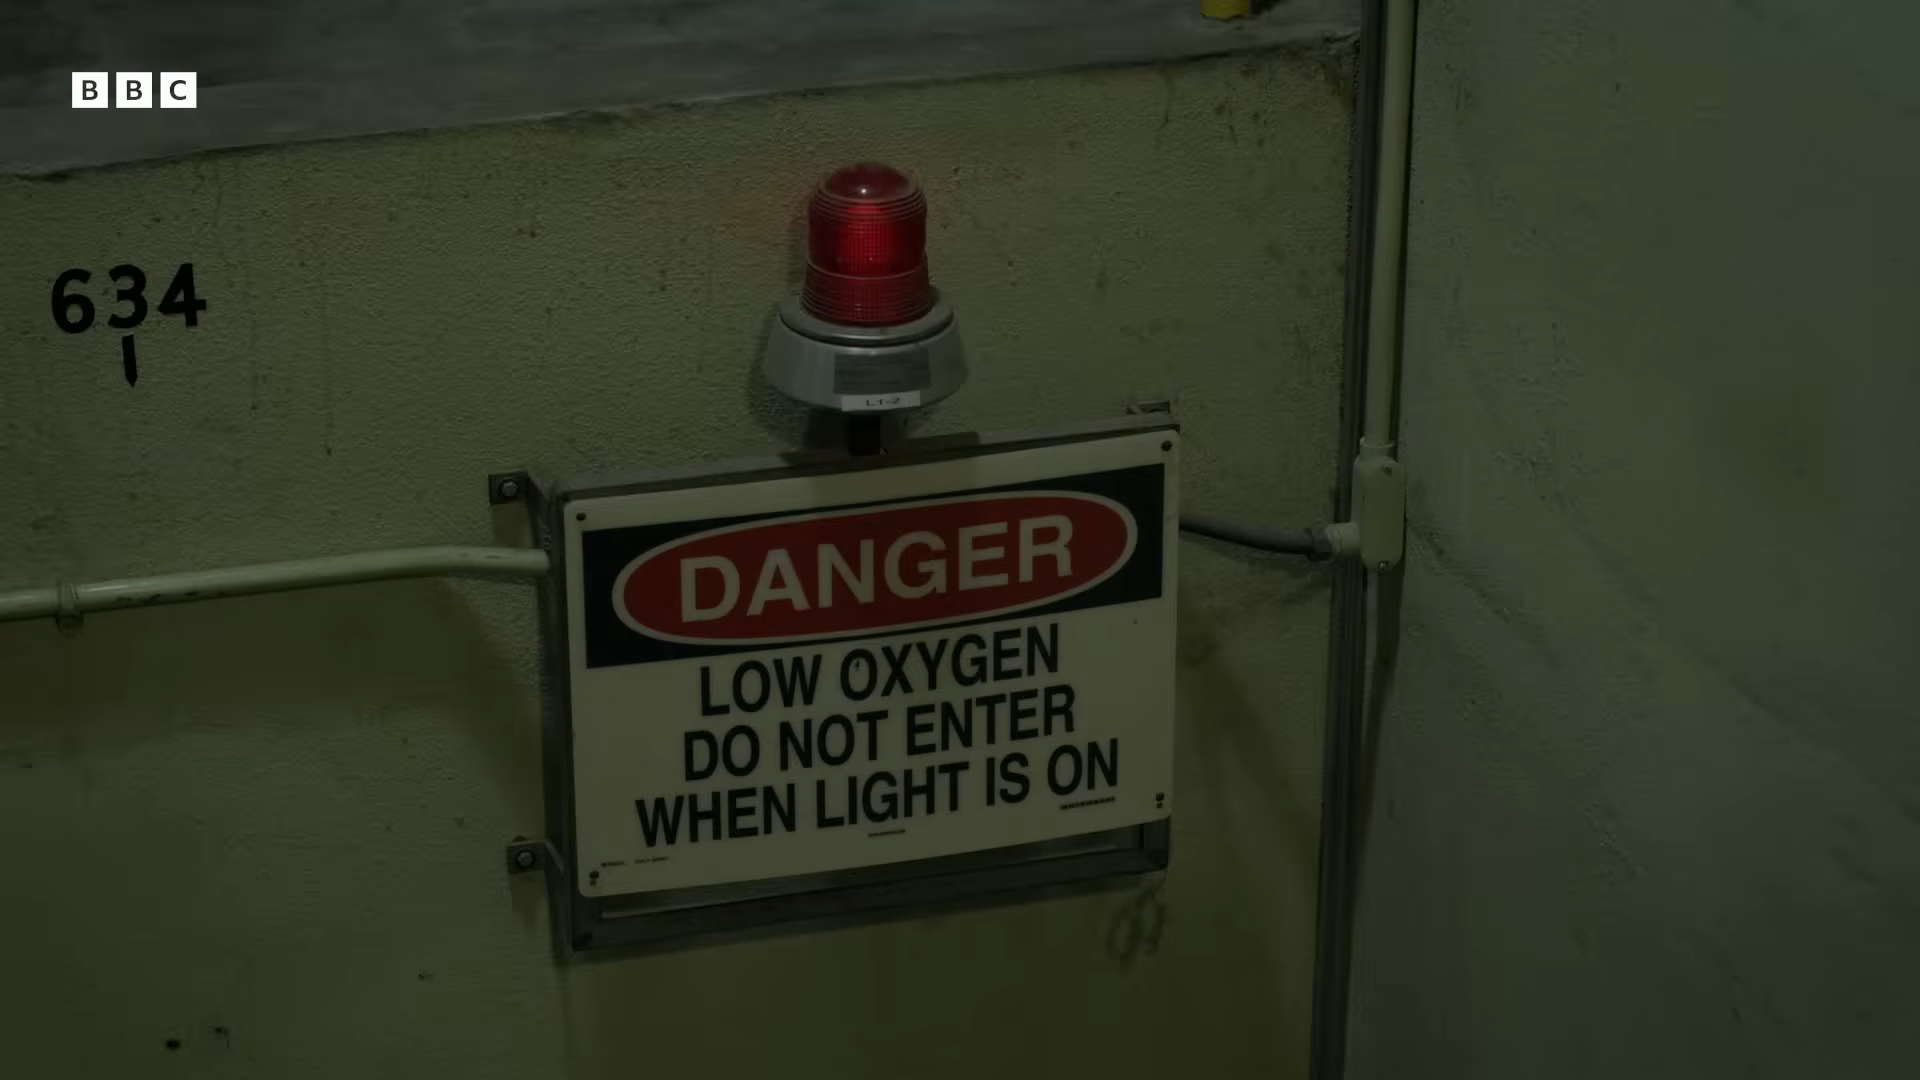 BBC
634
L1-2
DANGER
LOW OXYGEN
DO NOT ENTER
WHEN LIGHT IS ON